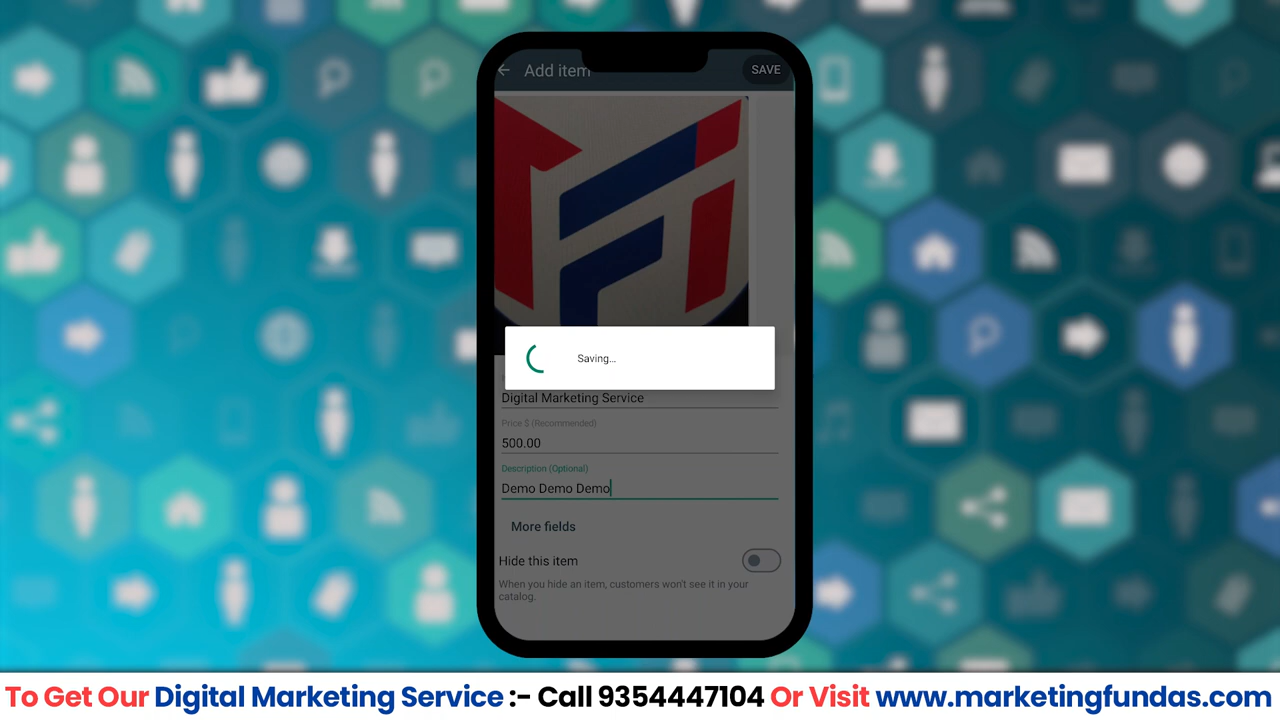 Add item
SAVE
Saving...
Digital Marketing Service
Price $ (Recommended)
500.00
Description (Optional)
Demo Demo Demo
More fields
Hide this item
When you hide an item, customers won't see it in your
catalog.
To Get Our Digital Marketing Service :- Call 9354447104 Or Visit www.marketingfundas.com